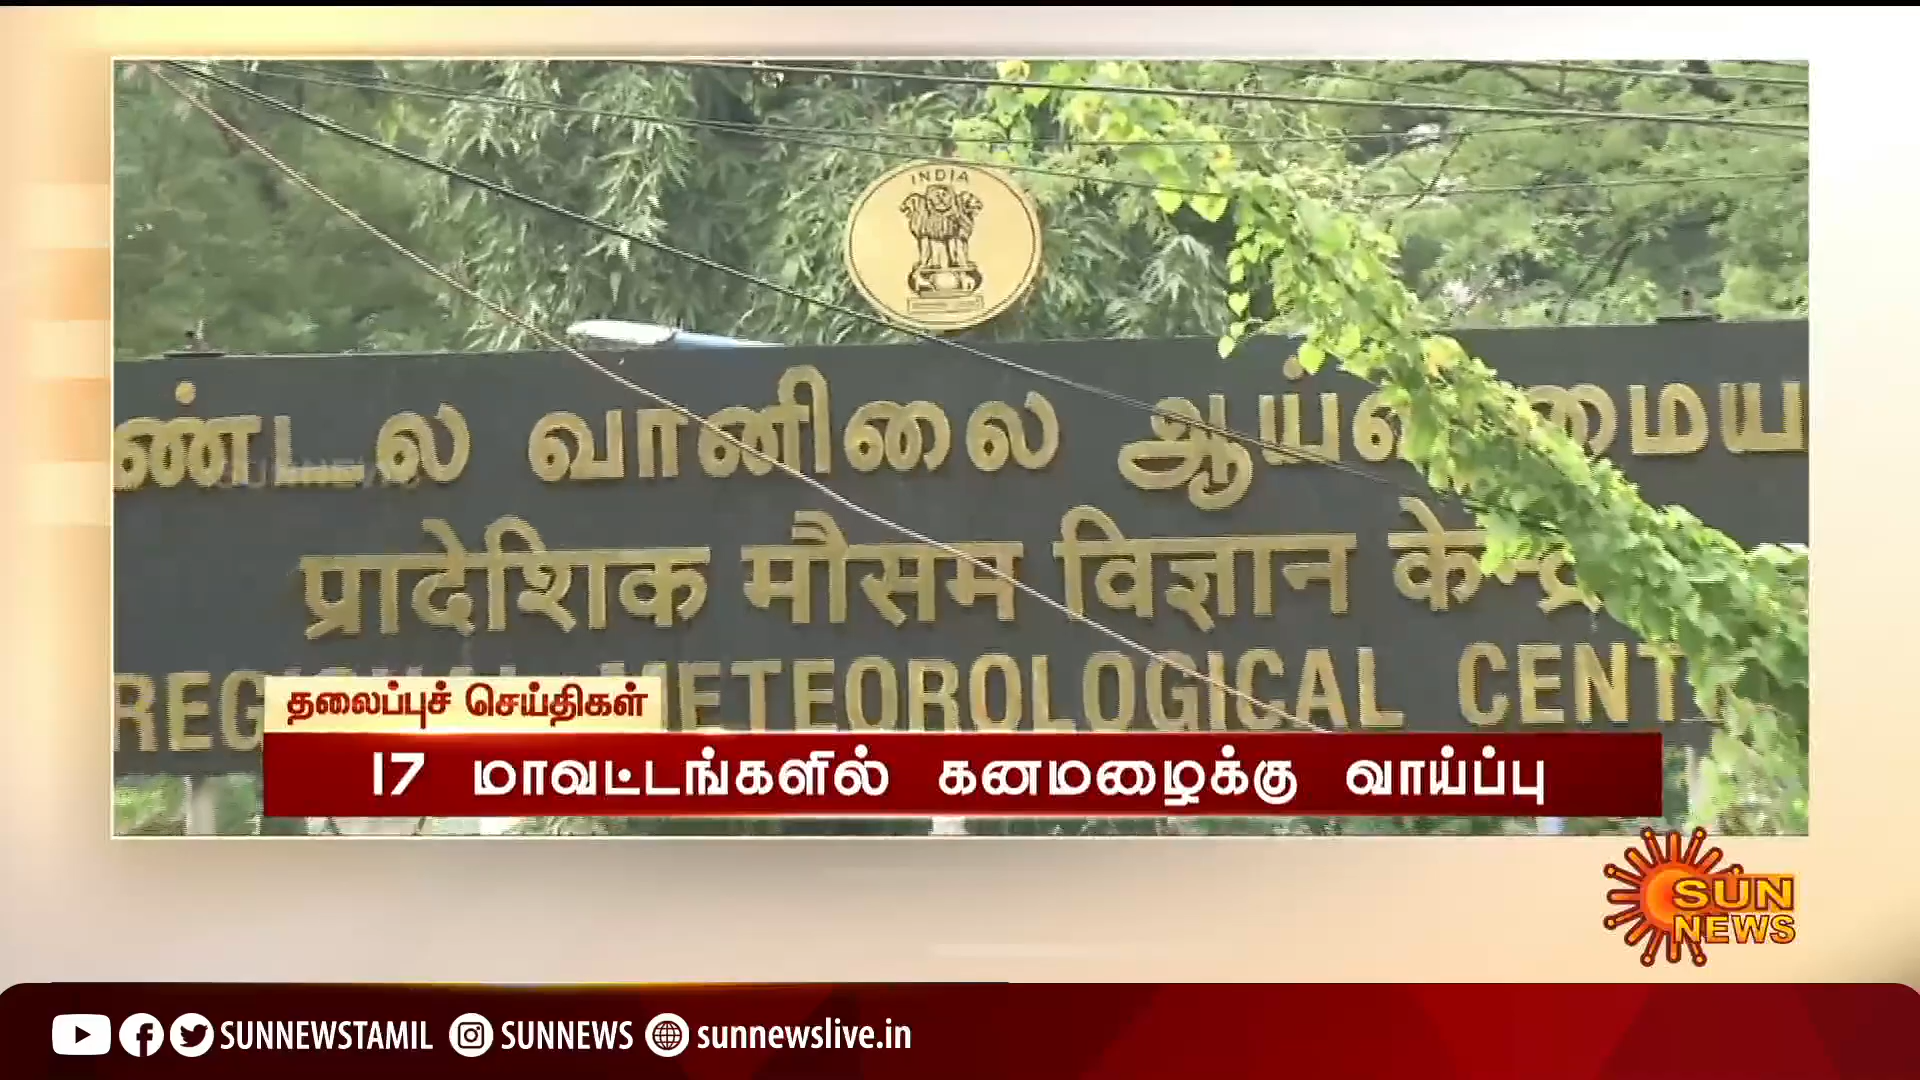 INDIA
ண்டல வானிலை ஆய்வு மைய
प्रादेशिक मौसम विज्ञान केन्द्र
REGIONAL METEOROLOGICAL CENT
தலைப்புச் செய்திகள்
17 மாவட்டங்களில் கனமழைக்கு வாய்ப்பு
SUN
NEWS
SUNNEWSTAMIL SUNNEWS sunnewslive.in